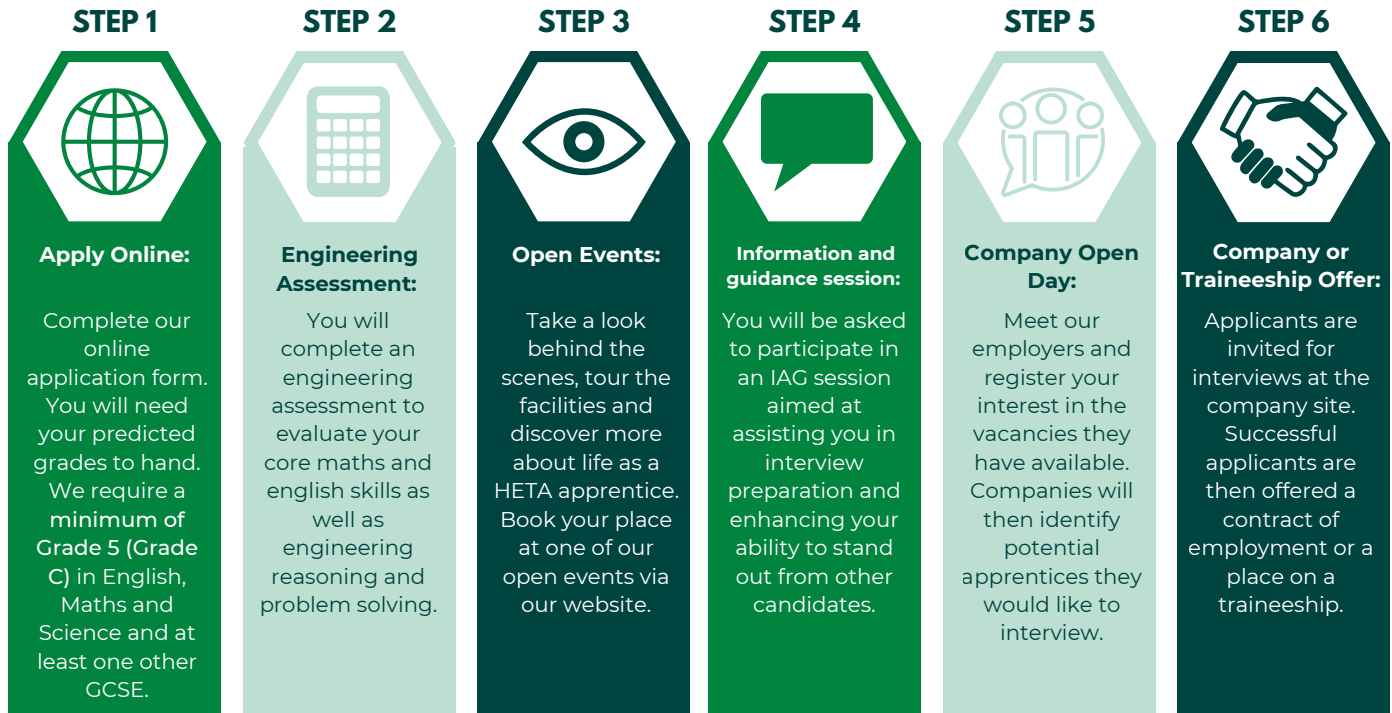 STEP 1
Apply Online:
Complete our
online
application form.
You will need
your predicted
grades to hand.
We require a
minimum of
Grade 5 (Grade
C) in English,
Maths and
Science and at
least one other
GCSE.
STEP 2
Engineering
Assessment:
You will
complete an
engineering
assessment to
evaluate your
core maths and
english skills as
well as
engineering
reasoning and
problem solving.
STEP 3
Open Events:
Take a look
behind the
scenes, tour the
facilities and
discover more
about life as a
HETA apprentice.
Book your place
at one of our
open events via
our website.
STEP 4
Information and
guidance session:
You will be asked
to participate in
an IAG session
aimed at
assisting you in
interview
preparation and
enhancing your
ability to stand
out from other
candidates.
STEP 5
Company Open
Day:
Meet our
employers and
register your
interest in the
vacancies they
have available.
Companies will
then identify
potential
apprentices they
would like to
interview.
STEP 6
Company or
Traineeship Offer:
Applicants are
invited for
interviews at the
company site.
Successful
applicants are
then offered a
contract of
employment or a
place on a
traineeship.